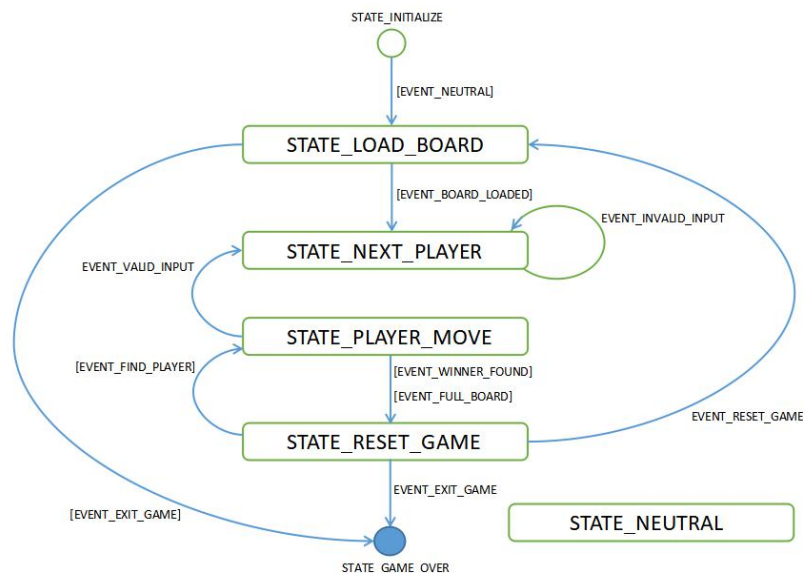 STATE_INITIALIZE
[EVENT_NEUTRAL]
STATE_LOAD_BOARD
[EVENT_BOARD_LOADED]
EVENT_INVALID_INPUT
STATE_NEXT_PLAYER
EVENT_VALID_INPUT
STATE_PLAYER_MOVE
[EVENT_FIND_PLAYER]
[EVENT_WINNER_FOUND]
[EVENT_FULL_BOARD]
EVENT_RESET_GAME
STATE_RESET_GAME
EVENT_EXIT_GAME
[EVENT_EXIT_GAME]
STATE_NEUTRAL
STATE_GAME_OVER